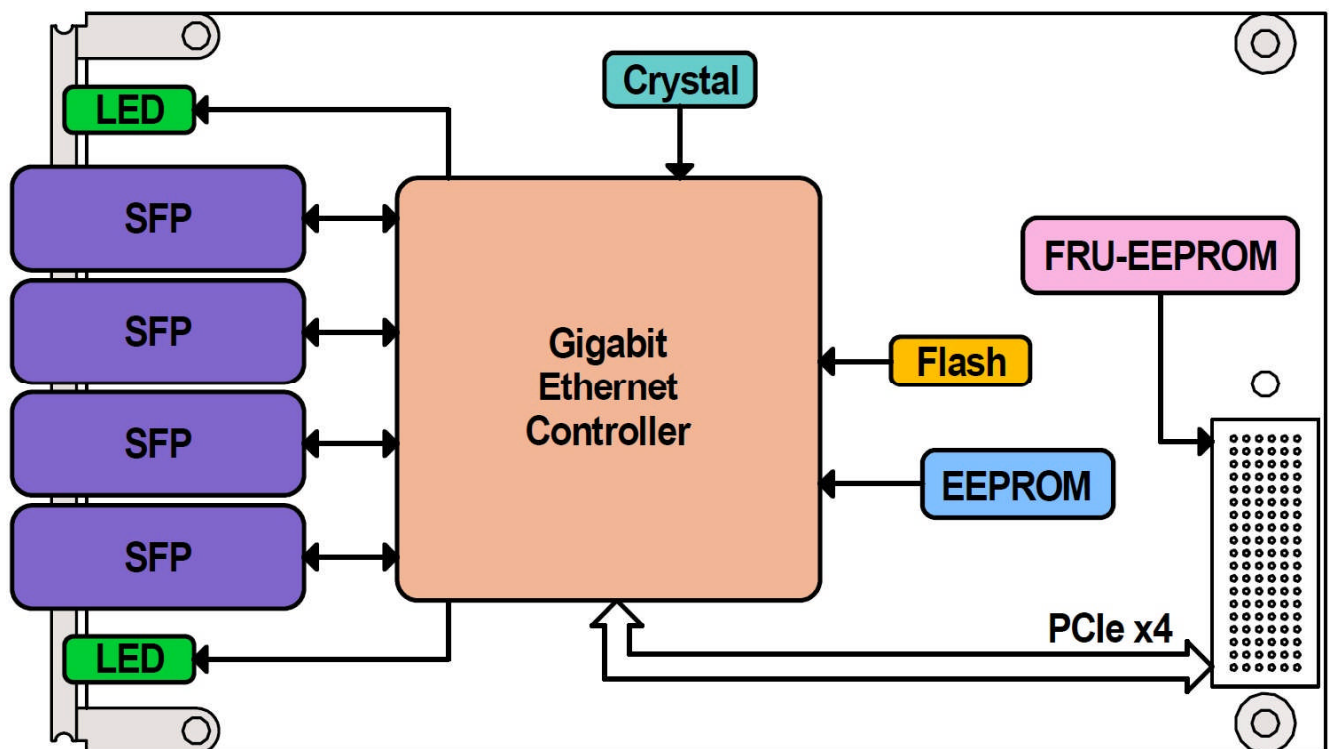 Crystal
LED
SFP
FRU-EEPROM
SFP
Gigabit
Ethernet
Controller
Flash
SFP
EEPROM
SFP
PCIe x4
LED